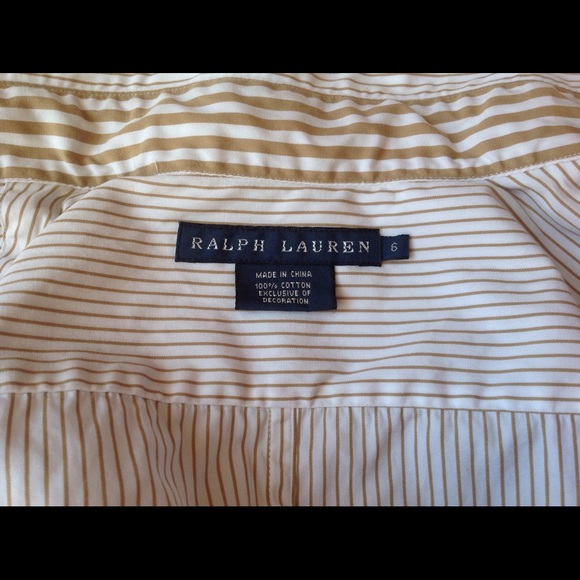 RALPH LAUREN 6
MADE IN CHINA
100% COTTON
EXCLUSIVE OF
DECORATION